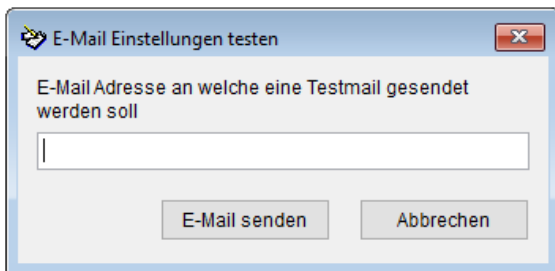 E-Mail Einstellungen testen
E-Mail Adresse an welche eine Testmail gesendet
werden soll
E-Mail senden
Abbrechen